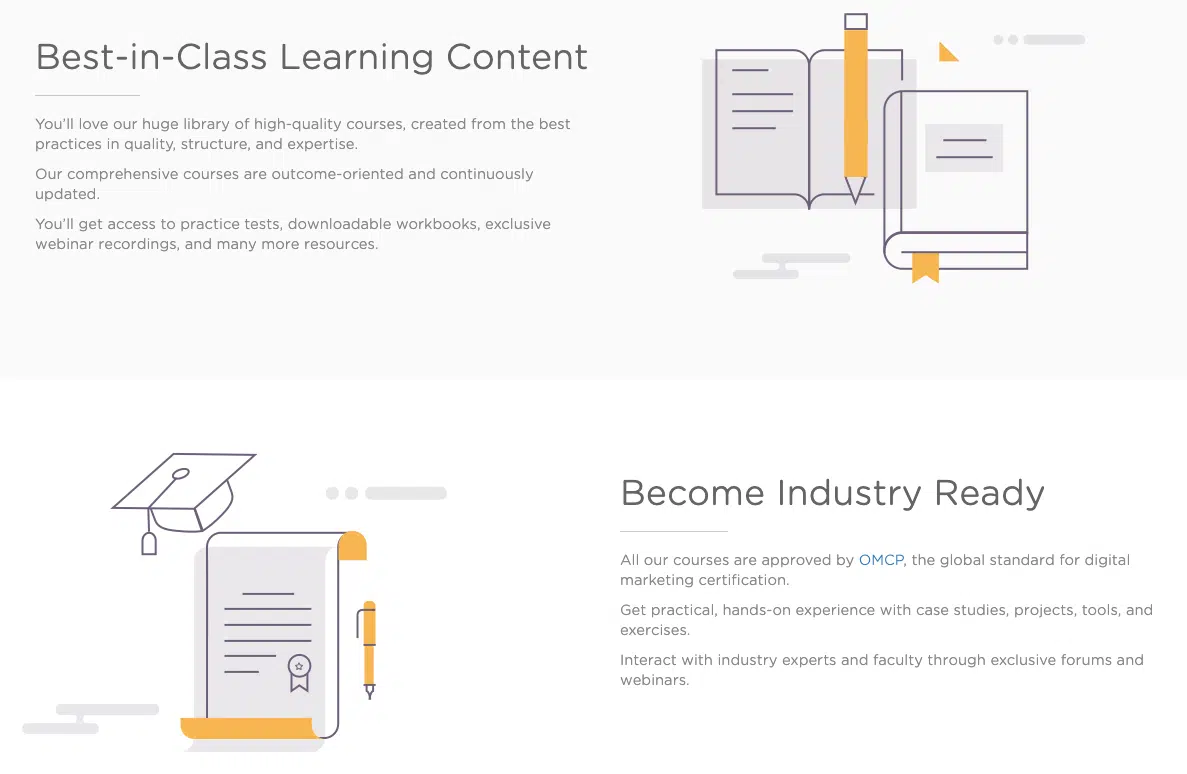 Best-in-Class Learning Content
You'll love our huge library of high-quality courses, created from the best
practices in quality, structure, and expertise.
Our comprehensive courses are outcome-oriented and continuously
updated.
You'll get access to practice tests, downloadable workbooks, exclusive
webinar recordings, and many more resources.
Become Industry Ready
All our courses are approved by OMCP, the global standard for digital
marketing certification.
Get practical, hands-on experience with case studies, projects, tools, and
exercises.
Interact with industry experts and faculty through exclusive forums and
webinars.